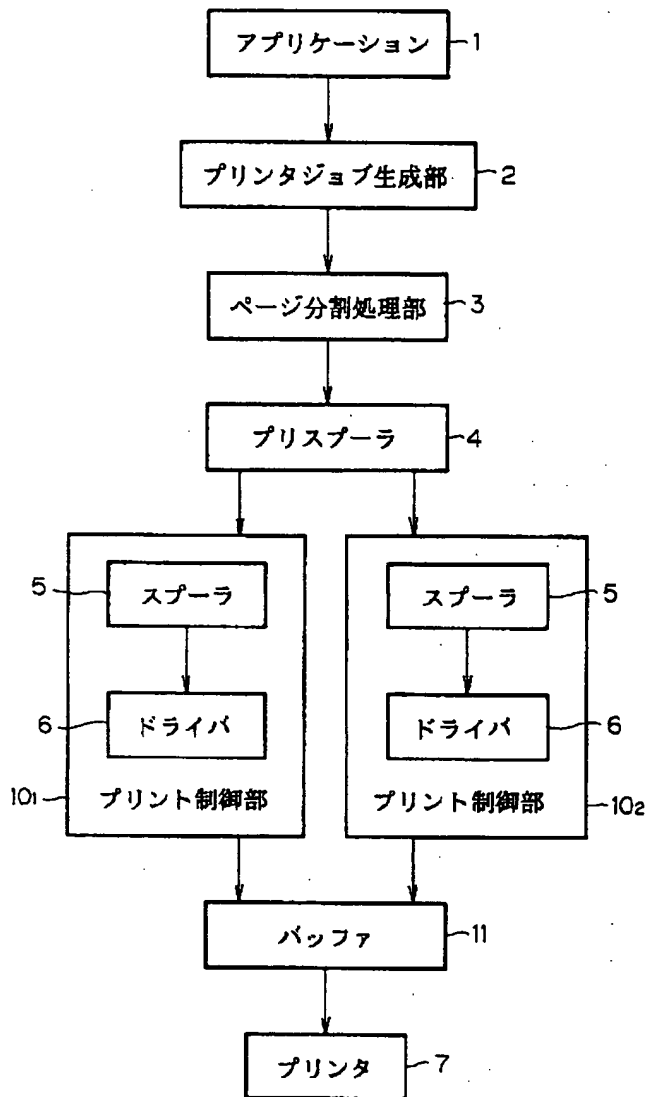 アプリケーション 1
プリンタジョブ生成部 2
ページ分割処理部 3
プリスプーラ 4
5 スプーラ
スプーラ 5
6 ドライバ
ドライバ 6
10₁ プリント制御部
プリント制御部 10₂
バッファ 11
プリンタ 7